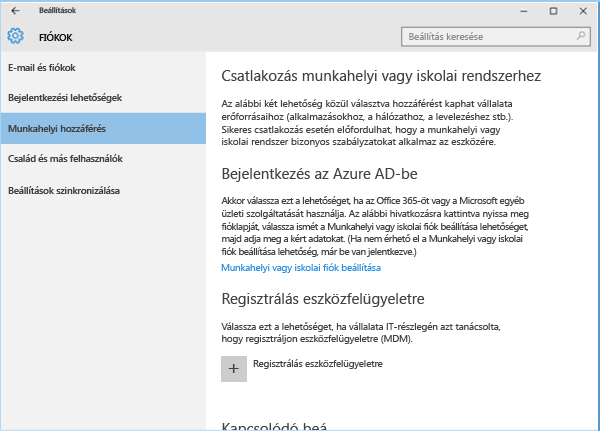 Beállítások
FIÓKOK
Beállítás keresése
E-mail és fiókok
Bejelentkezési lehetőségek
Munkahelyi hozzáférés
Család és más felhasználók
Beállítások szinkronizálása
Csatlakozás munkahelyi vagy iskolai rendszerhez
Az alábbi két lehetőség közül választva hozzáférést kaphat vállalata
erőforrásaihoz (alkalmazásokhoz, a hálózathoz, a levelezéshez stb.).
Sikeres csatlakozás esetén előfordulhat, hogy a munkahelyi vagy
iskolai rendszer bizonyos szabályzatokat alkalmaz az eszközére.
Bejelentkezés az Azure AD-be
Akkor válassza ezt a lehetőséget, ha az Office 365-öt vagy a Microsoft egyéb
üzleti szolgáltatását használja. Az alábbi hivatkozásra kattintva nyissa meg
fióklapját, válassza ismét a Munkahelyi vagy iskolai fiók beállítása lehetőséget,
majd adja meg a kért adatokat. (Ha nem érhető el a Munkahelyi vagy iskolai
fiók beállítása lehetőség, már be van jelentkezve.)
Munkahelyi vagy iskolai fiók beállítása
Regisztrálás eszközfelügyeletre
Válassza ezt a lehetőséget, ha vállalata IT-részlegén azt tanácsolta,
hogy regisztráljon eszközfelügyeletre (MDM).
Regisztrálás eszközfelügyeletre
Kapcsolódó beá